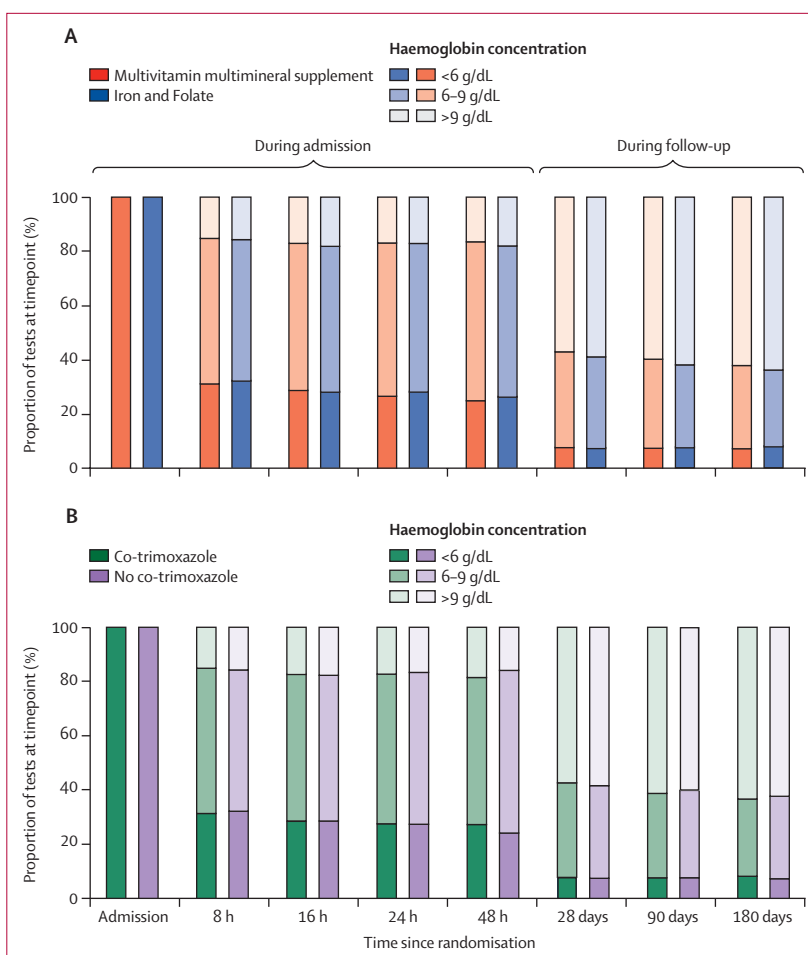 A
Haemoglobin concentration
Multivitamin multimineral supplement
Iron and Folate
<6 g/dL
6–9 g/dL
>9 g/dL
During admission
During follow-up
Proportion of tests at timepoint (%)
100
80
60
40
20
0
B
Haemoglobin concentration
Co-trimoxazole
No co-trimoxazole
<6 g/dL
6–9 g/dL
>9 g/dL
Proportion of tests at timepoint (%)
100
80
60
40
20
0
Admission 8 h 16 h 24 h 48 h 28 days 90 days 180 days
Time since randomisation